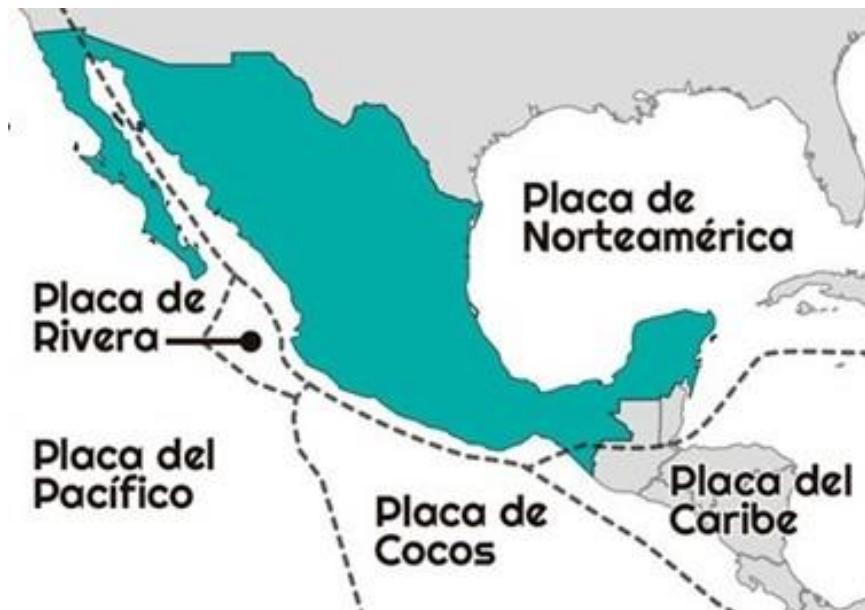 Placa de
Norteamérica
Placa de
Rivera
Placa del
Pacífico
Placa de
Cocos
Placa del
Caribe